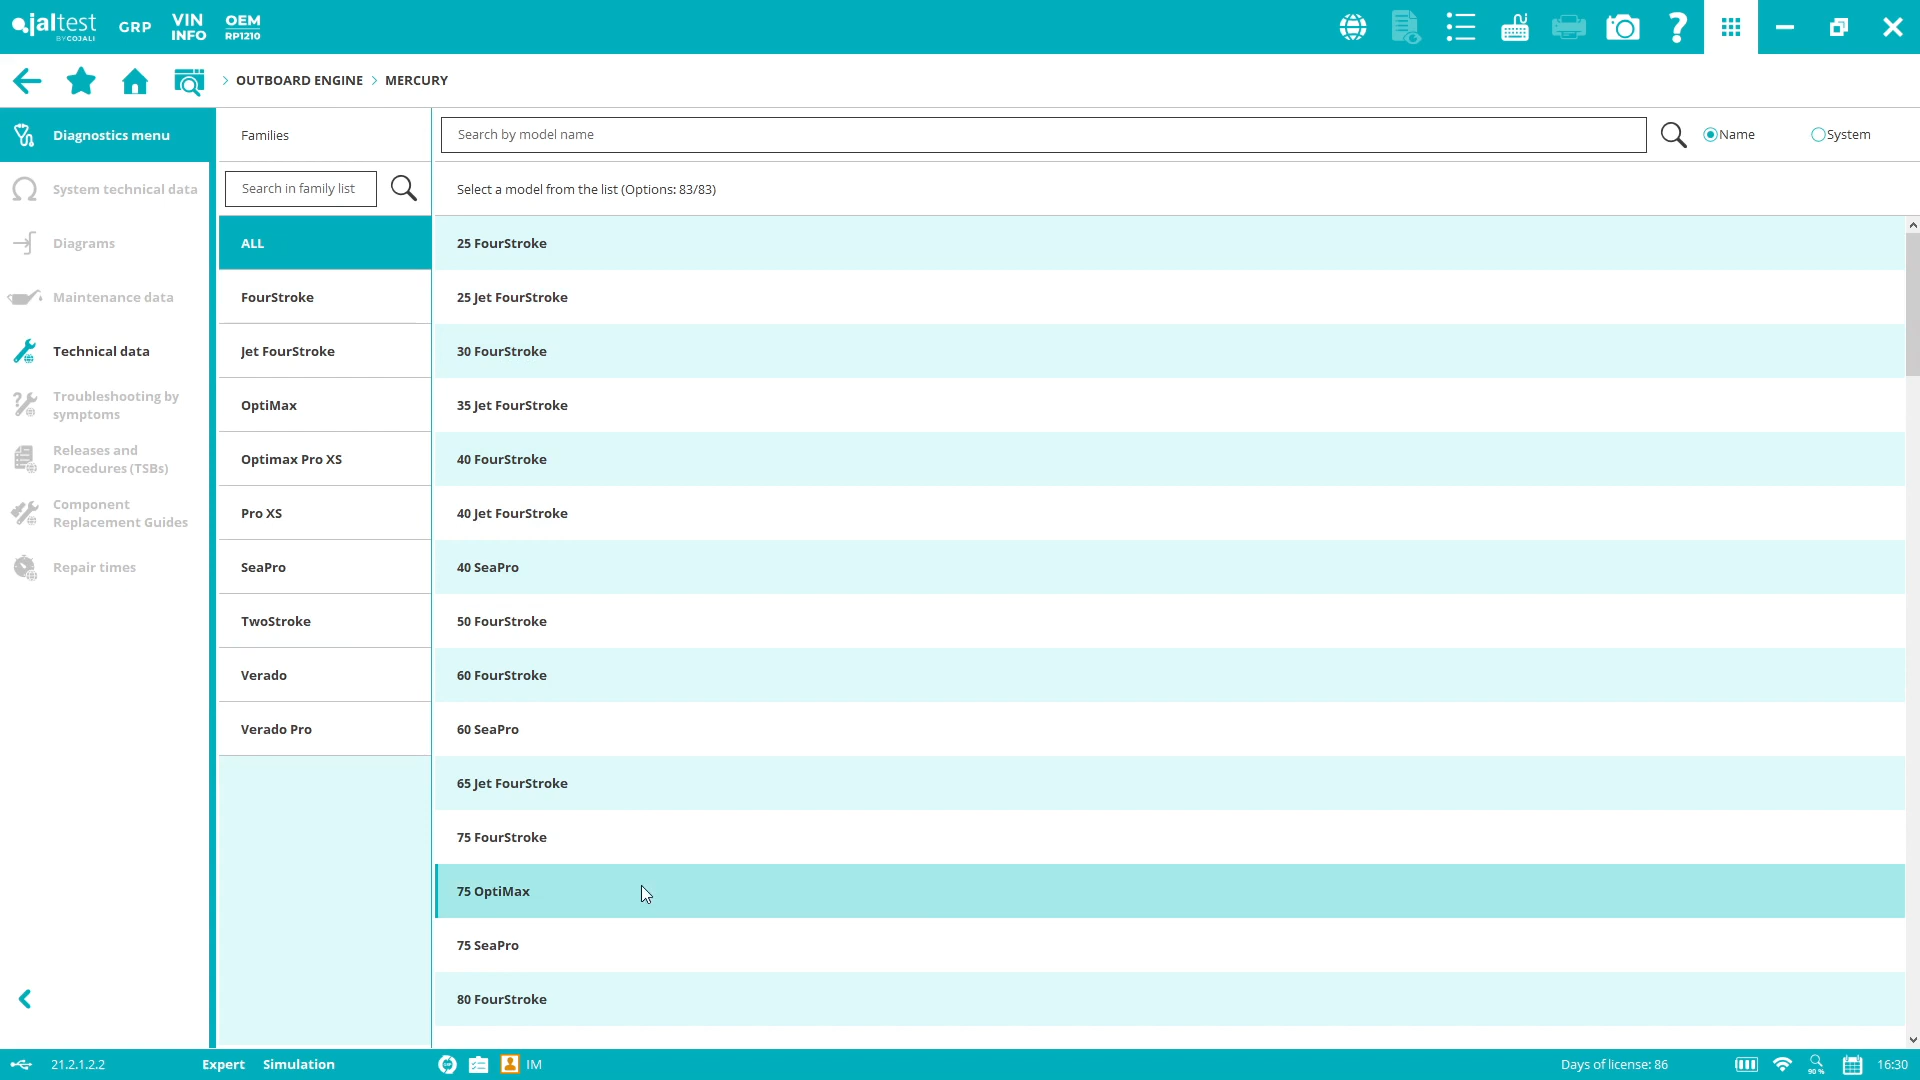 jaltest
BY COJALI
GRP
VIN
INFO
OEM
RP1210
OUTBOARD ENGINE
MERCURY
Diagnostics menu
System technical data
Diagrams
Maintenance data
Technical data
Troubleshooting by
symptoms
Releases and
Procedures (TSBs)
Component
Replacement Guides
Repair times
Families
Search in family list
ALL
FourStroke
Jet FourStroke
OptiMax
Optimax Pro XS
Pro XS
SeaPro
TwoStroke
Verado
Verado Pro
Search by model name
Name
System
Select a model from the list (Options: 83/83)
25 FourStroke
25 Jet FourStroke
30 FourStroke
35 Jet FourStroke
40 FourStroke
40 Jet FourStroke
40 SeaPro
50 FourStroke
60 FourStroke
60 SeaPro
65 Jet FourStroke
75 FourStroke
75 OptiMax
75 SeaPro
80 FourStroke
21.2.1.2.2
Expert
Simulation
IM
Days of license: 86
90 %
16:30